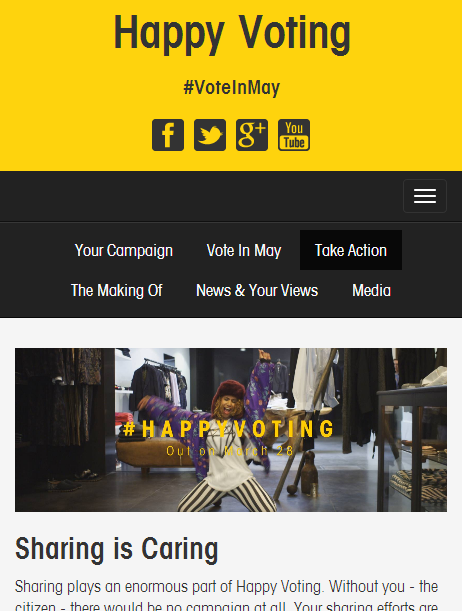 Happy Voting
#VoteInMay
f
g+
You
Tube
Your Campaign Vote In May Take Action
The Making Of News & Your Views Media
#HAPPYVOTING
Out on March 28
Sharing is Caring
Sharing plays an enormous part of Happy Voting. Without you - the
citizen - there would be no campaign at all. Your sharing efforts are